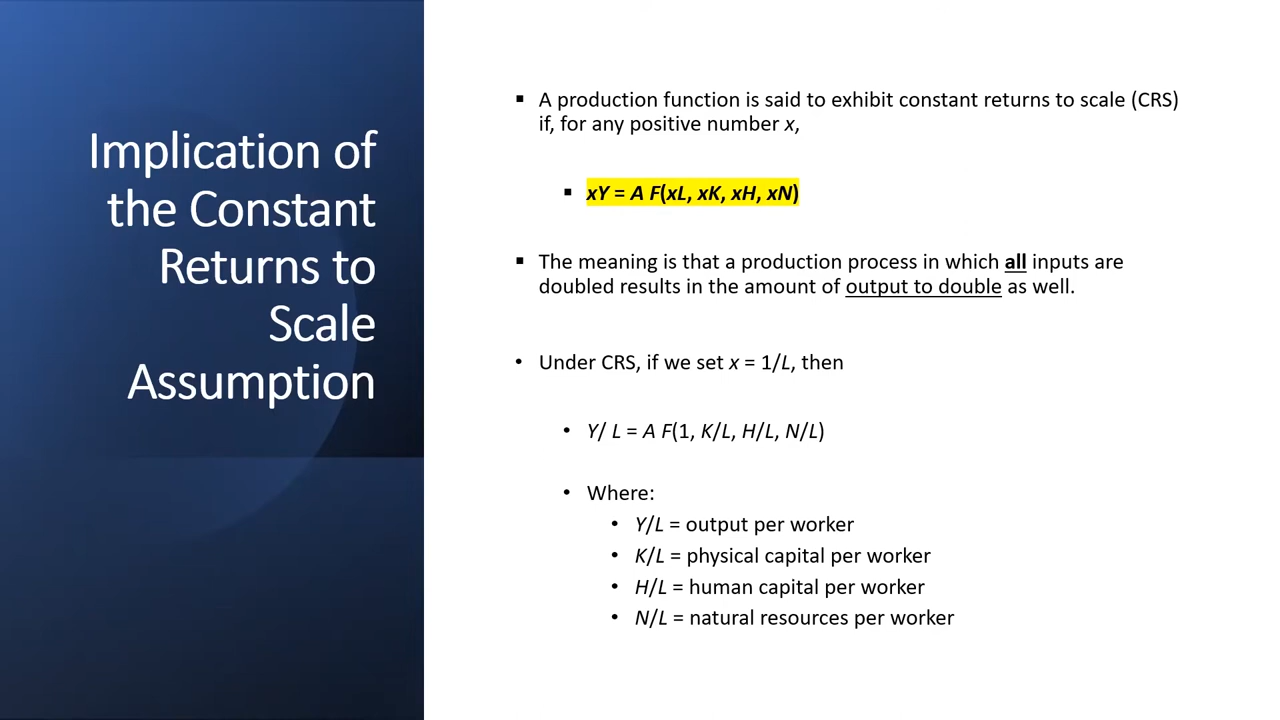 Implication of
the Constant
Returns to
Scale
Assumption
▪ A production function is said to exhibit constant returns to scale (CRS)
if, for any positive number x,
▪ xY = A F(xL, xK, xH, xN)
▪ The meaning is that a production process in which all inputs are
doubled results in the amount of output to double as well.
• Under CRS, if we set x = 1/L, then
• Y/ L = A F(1, K/L, H/L, N/L)
• Where:
• Y/L = output per worker
• K/L = physical capital per worker
• H/L = human capital per worker
• N/L = natural resources per worker